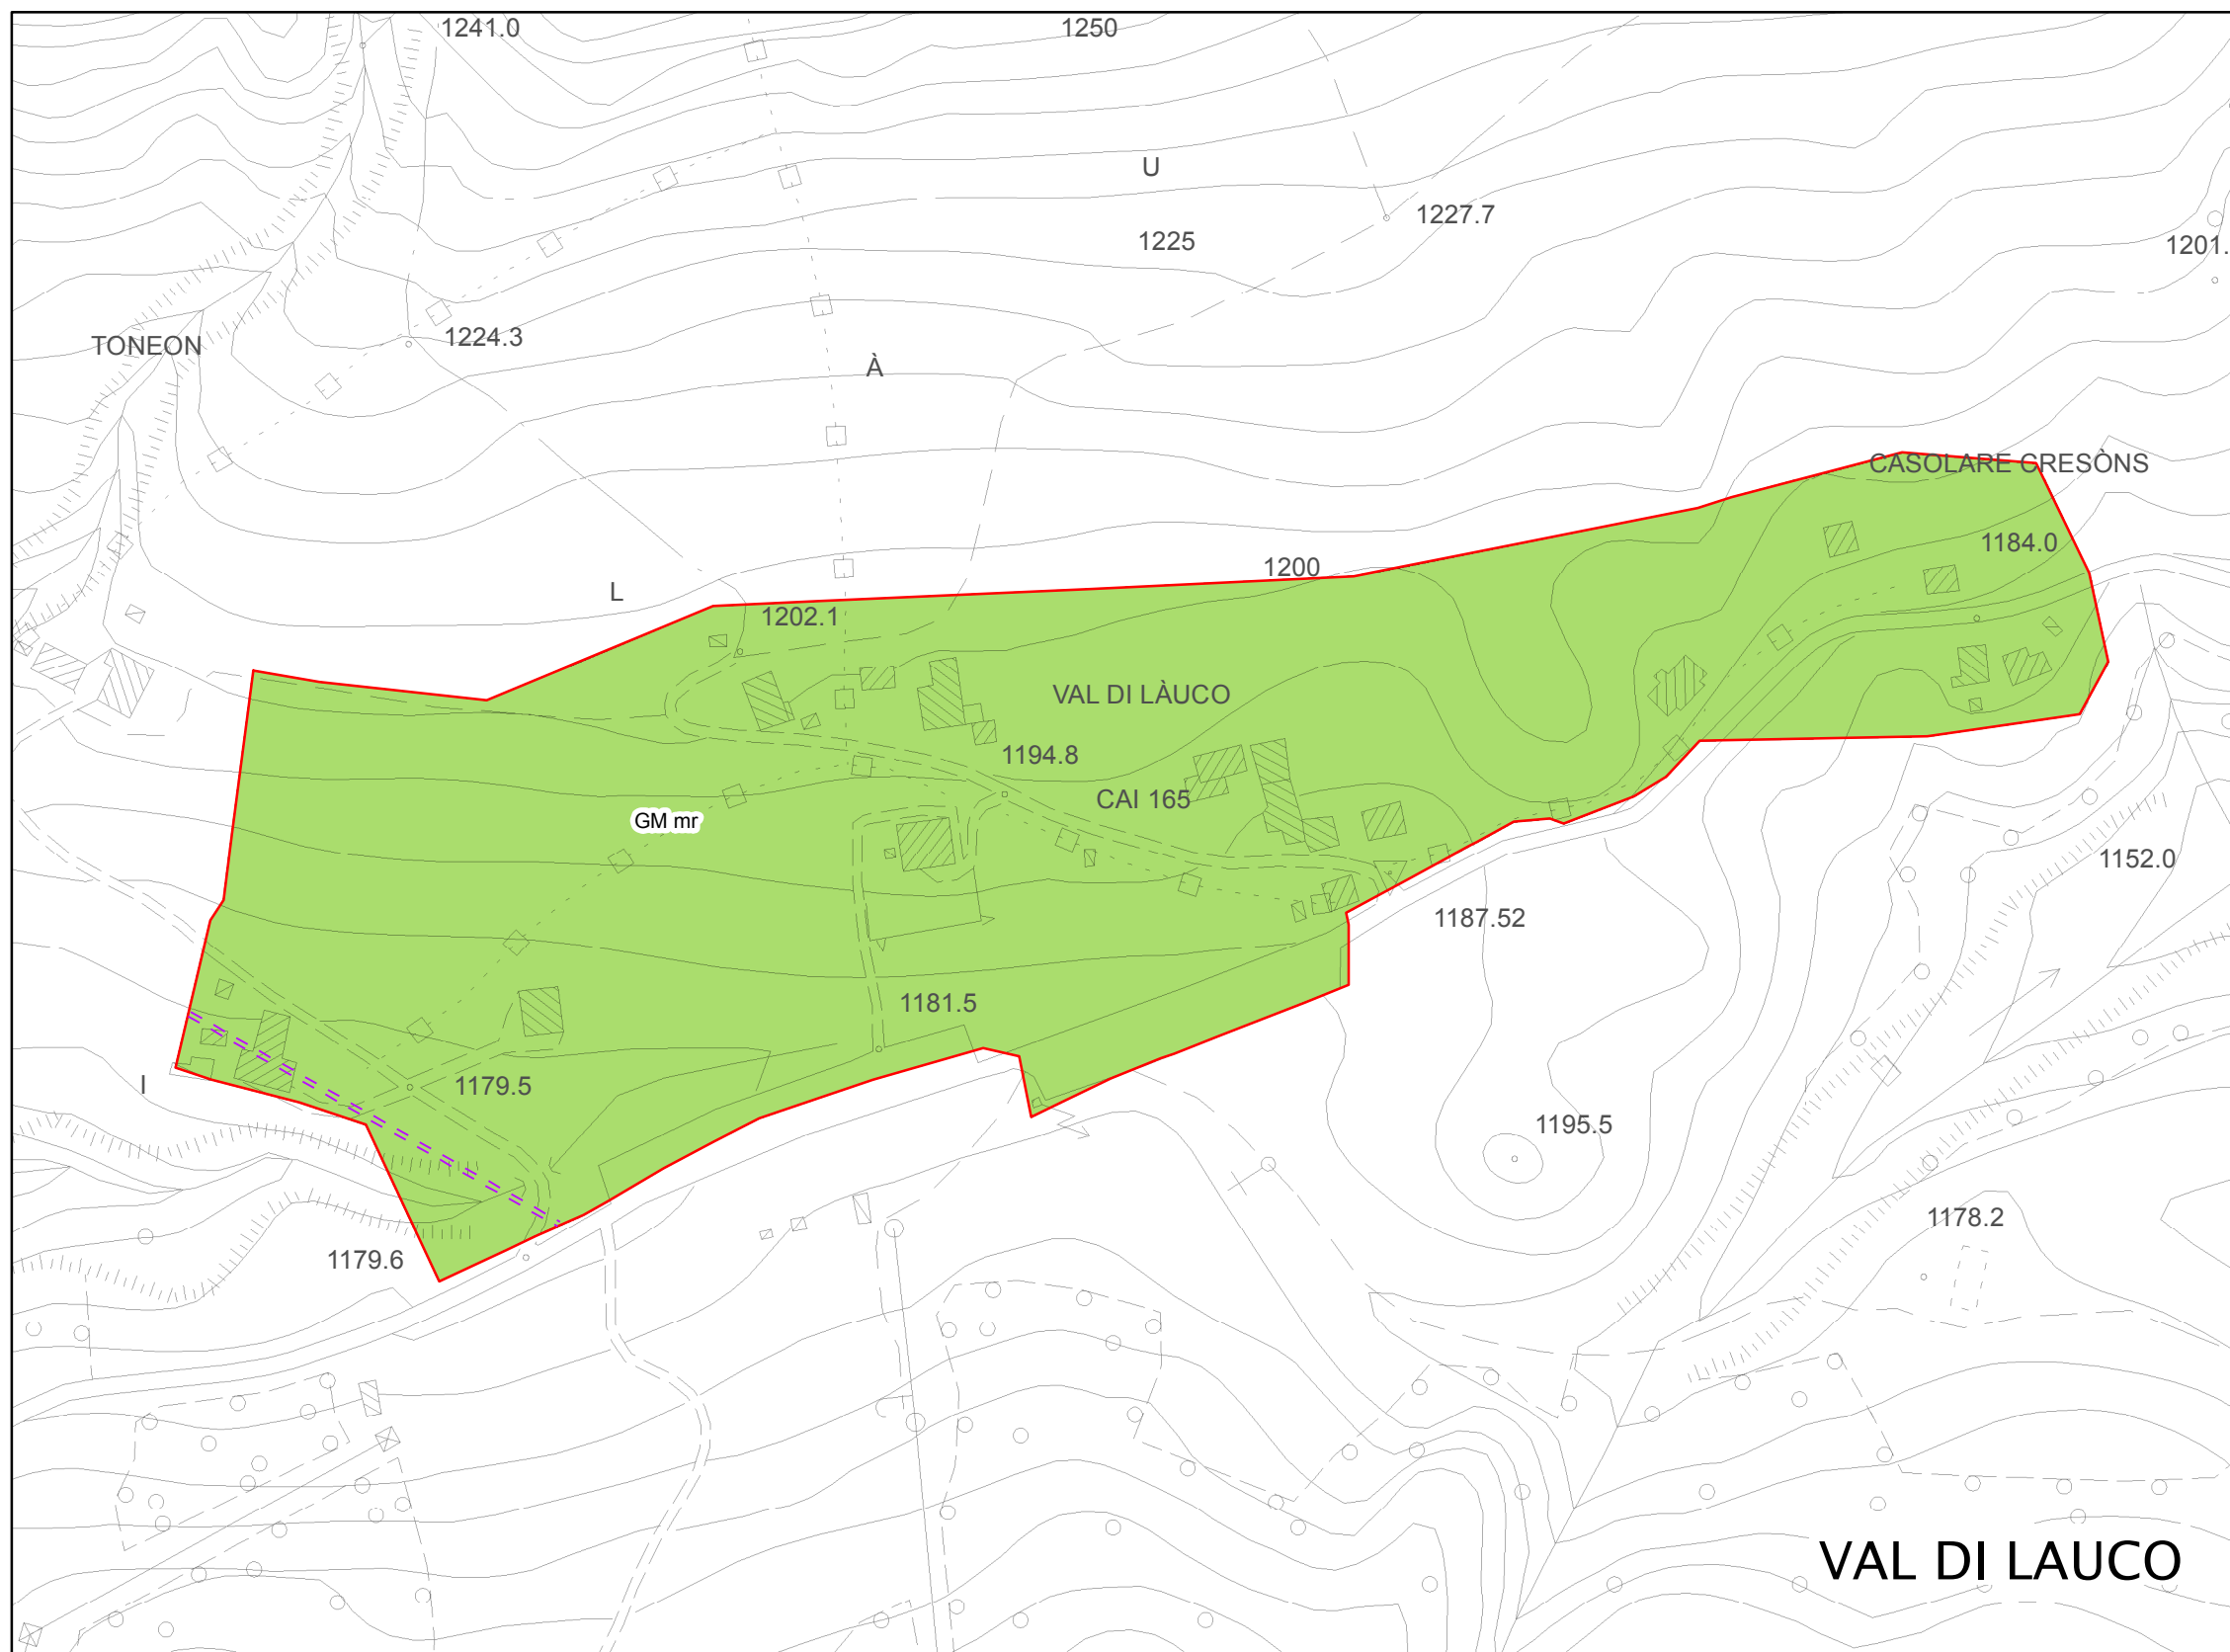 1241.0
1250
U
1227.7
1225
1201.
1224.3
TONEON
À
CASOLARE CRESÒNS
1184.0
1200
L
1202.1
VAL DI LÀUCO
1194.8
CAI 165
GM mr
1152.0
1187.52
1181.5
I
1179.5
1195.5
1178.2
1179.6
VAL DI LAUCO